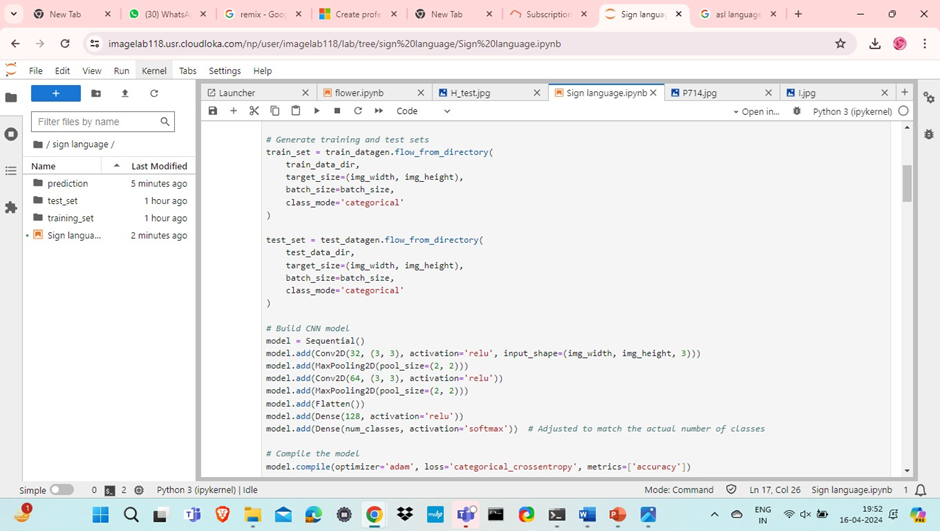 New Tab
(30) WhatsA
remix - Goo
Create profe
New Tab
Subscription
Sign langua
asl language
imagelab118.usr.cloudloka.com/np/user/imagelab118/lab/tree/sign%20language/Sign%20language.ipynb
File Edit View Run Kernel Tabs Settings Help
Launcher
flower.ipynb
H_test.jpg
Sign language.ipynb
P714.jpg
I.jpg
Code
Open in...
Python 3 (ipykernel)
Filter files by name
/ sign language /
Name Last Modified
prediction 5 minutes ago
test_set 1 hour ago
training_set 1 hour ago
Sign langua... 2 minutes ago
# Generate training and test sets
train_set = train_datagen.flow_from_directory(
train_data_dir,
target_size=(img_width, img_height),
batch_size=batch_size,
class_mode='categorical'
)
test_set = test_datagen.flow_from_directory(
test_data_dir,
target_size=(img_width, img_height),
batch_size=batch_size,
class_mode='categorical'
)
# Build CNN model
model = Sequential()
model.add(Conv2D(32, (3, 3), activation='relu', input_shape=(img_width, img_height, 3)))
model.add(MaxPooling2D(pool_size=(2, 2)))
model.add(Conv2D(64, (3, 3), activation='relu'))
model.add(MaxPooling2D(pool_size=(2, 2)))
model.add(Flatten())
model.add(Dense(128, activation='relu'))
model.add(Dense(num_classes, activation='softmax')) # Adjusted to match the actual number of classes
# Compile the model
model.compile(optimizer='adam', loss='categorical_crossentropy', metrics=['accuracy'])
Simple 0 2 Python 3 (ipykernel) | Idle
Mode: Command Ln 17, Col 26 Sign language.ipynb 1
ENG
IN
19:52
16-04-2024